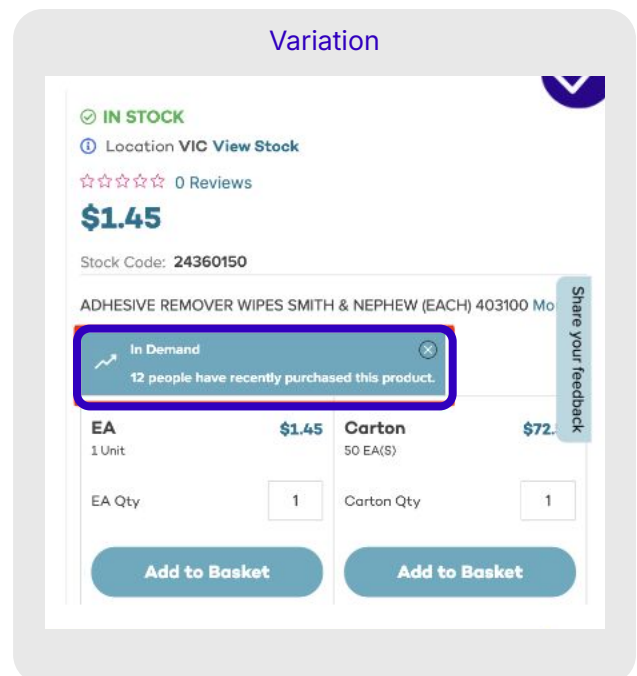 Variation
IN STOCK
Location VIC View Stock
0 Reviews
$1.45
Stock Code: 24360150
ADHESIVE REMOVER WIPES SMITH & NEPHEW (EACH) 403100 Mo
Share your feedback
In Demand
12 people have recently purchased this product.
EA $1.45
1 Unit
Carton $72.
50 EA(S)
EA Qty 1
Carton Qty 1
Add to Basket
Add to Basket